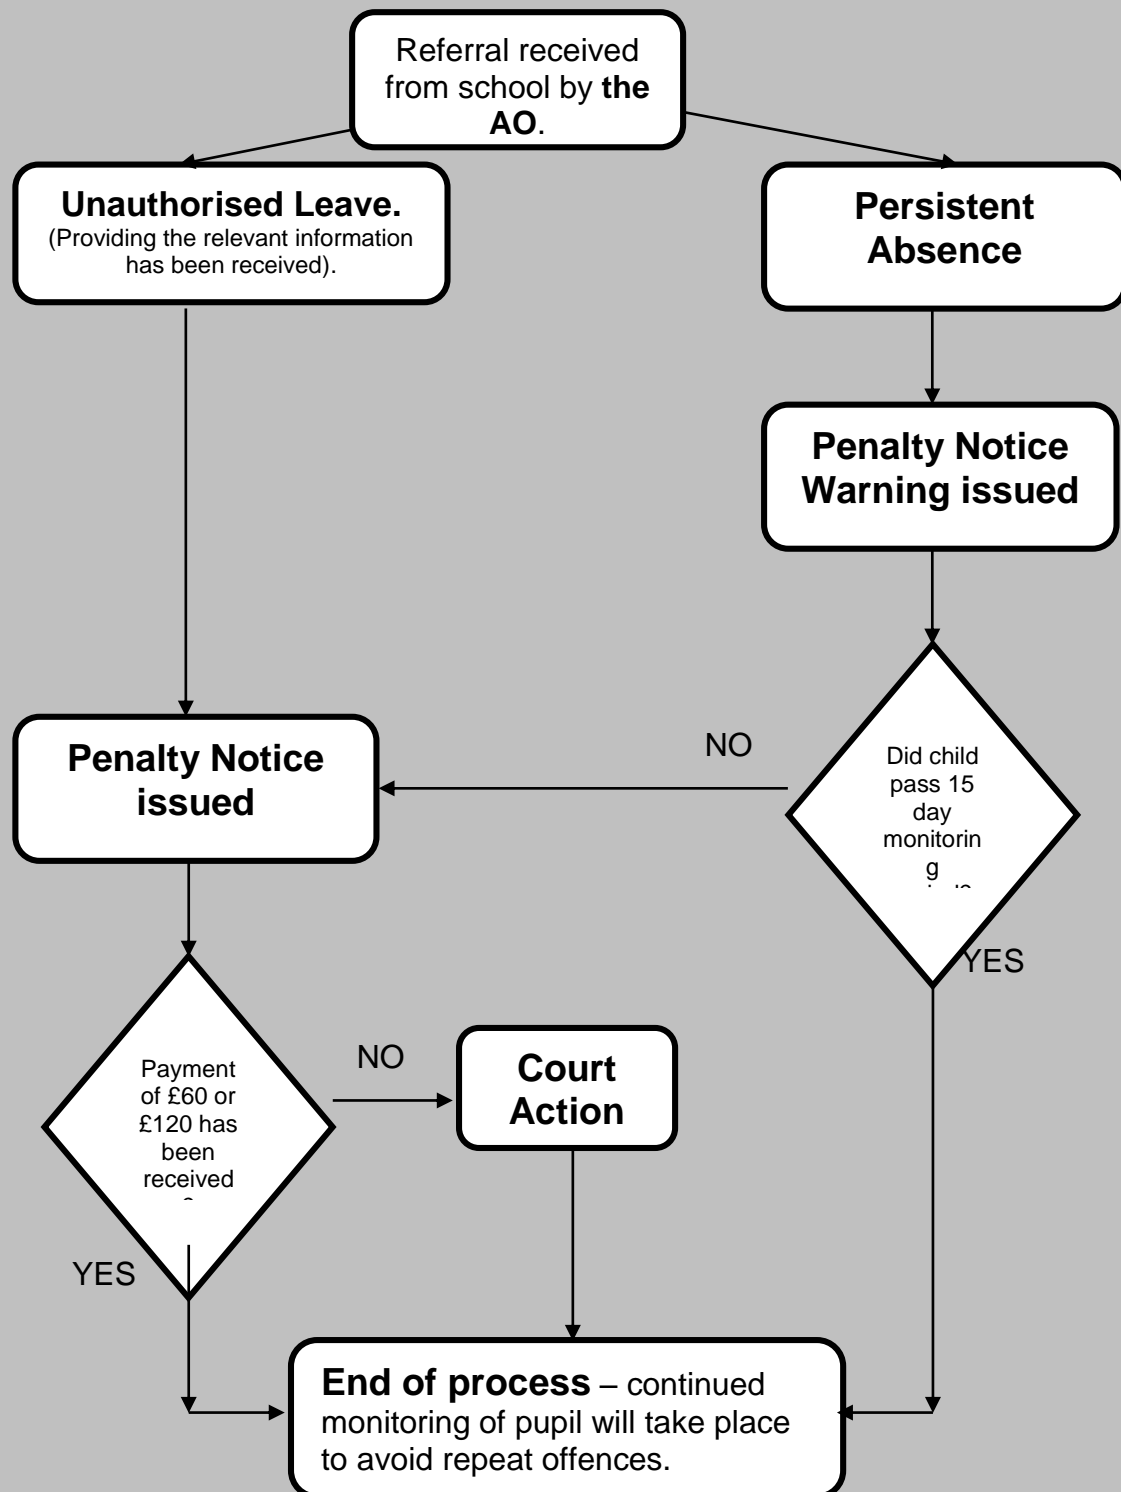 Referral received
from school by the
AO.
Unauthorised Leave.
(Providing the relevant information
has been received).
Persistent
Absence
Penalty Notice
Warning issued
Penalty Notice
issued
NO
Did child
pass 15
day
monitorin
g
YES
Payment
of £60 or
£120 has
been
received
NO
Court
Action
YES
End of process – continued
monitoring of pupil will take place
to avoid repeat offences.